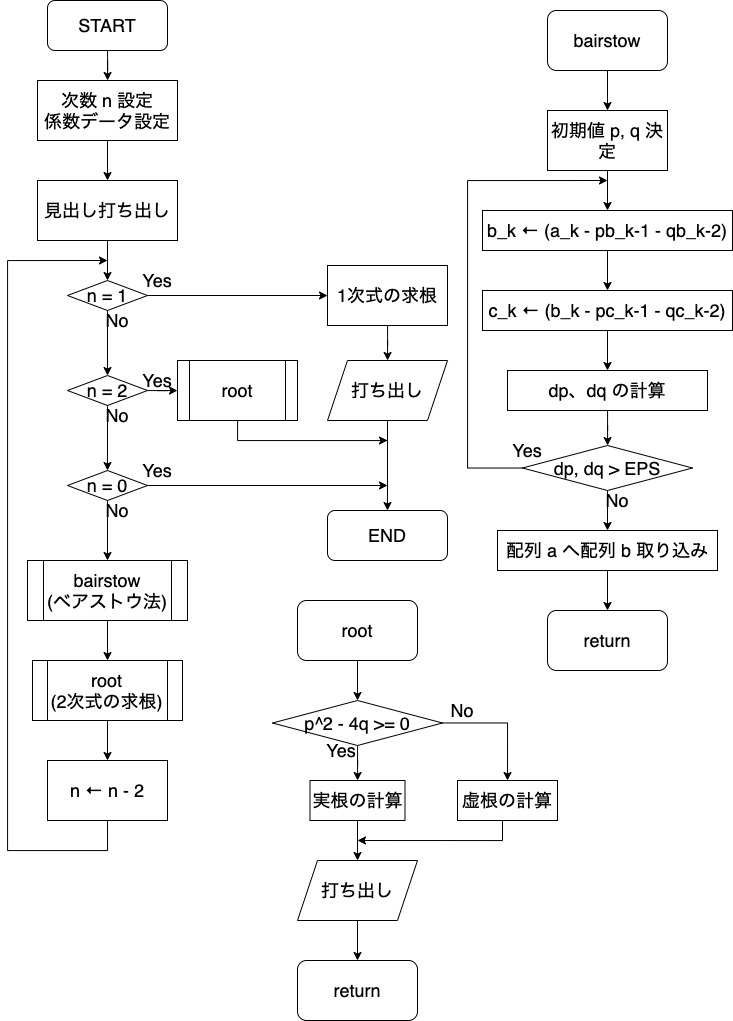 START
次数 n 設定
係数データ設定
見出し打ち出し
n = 1
Yes
No
1次式の求根
打ち出し
n = 2
Yes
No
root
n = 0
Yes
No
END
bairstow
(ベアストウ法)
root
(2次式の求根)
n ← n - 2
bairstow
初期値 p, q 決
定
b_k ← (a_k - pb_k-1 - qb_k-2)
c_k ← (b_k - pc_k-1 - qc_k-2)
dp、dq の計算
Yes
dp, dq > EPS
No
配列 a へ配列 b 取り込み
return
root
p^2 - 4q >= 0
No
Yes
実根の計算
虚根の計算
打ち出し
return